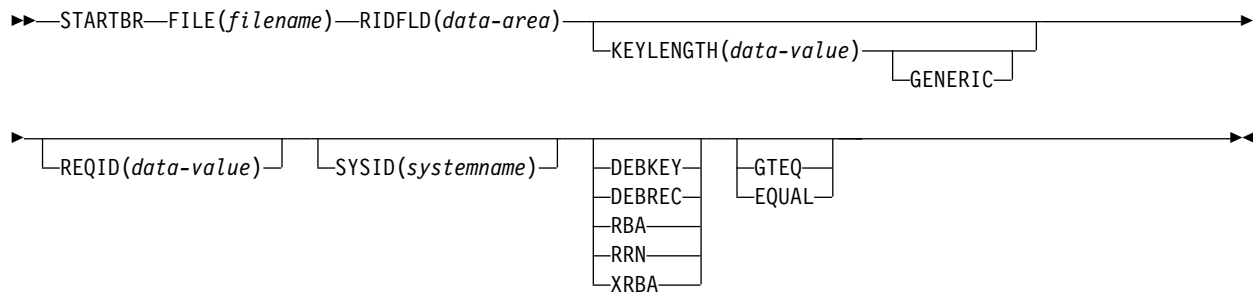 STARTBR FILE(filename) RIDFLD(data-area)
KEYLENGTH(data-value)
GENERIC
REQID(data-value) SYSID(systemname) DEBKEY GTEQ
DEBREC EQUAL
RBA
RRN
XRBA